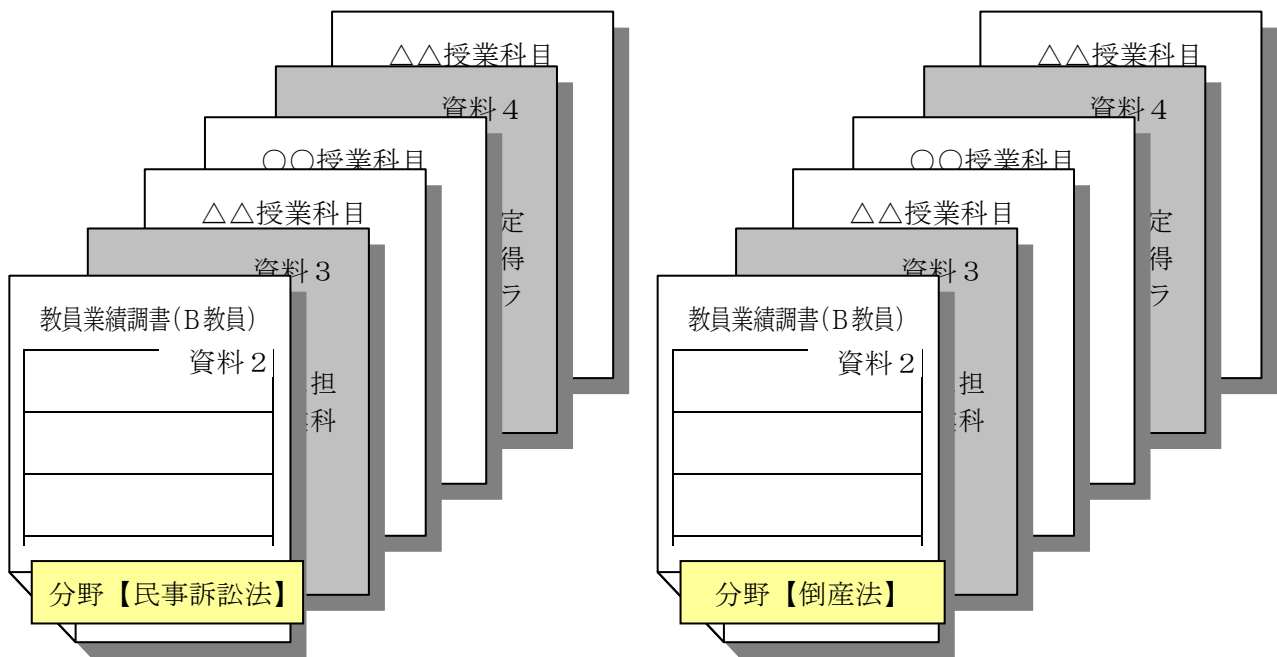 △△授業科目
資料4
○○授業科目
定
得
ラ
△△授業科目
資料3
担
科
教員業績調書(B教員)
資料2
分野【民事訴訟法】
△△授業科目
資料4
○○授業科目
定
得
ラ
△△授業科目
資料3
担
科
教員業績調書(B教員)
資料2
分野【倒産法】